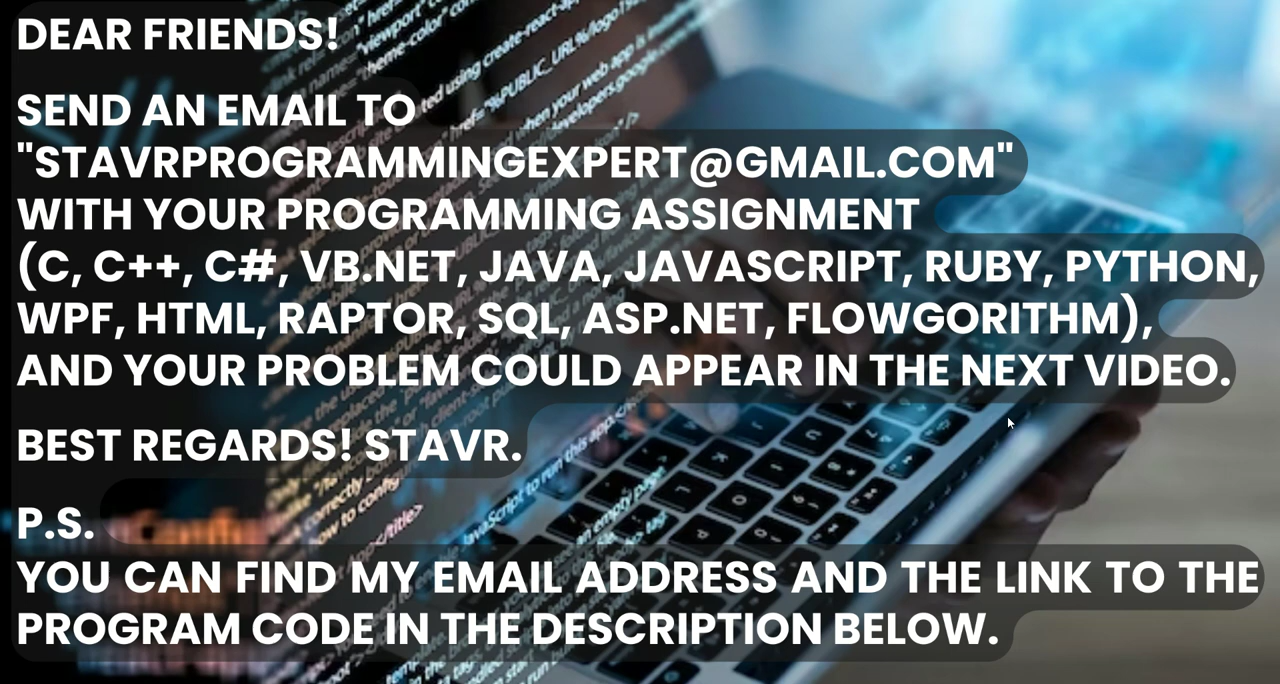 DEAR FRIENDS!
SEND AN EMAIL TO
"STAVRPROGRAMMINGEXPERT@GMAIL.COM"
WITH YOUR PROGRAMMING ASSIGNMENT
(C, C++, C#, VB.NET, JAVA, JAVASCRIPT, RUBY, PYTHON,
WPF, HTML, RAPTOR, SQL, ASP.NET, FLOWGORITHM),
AND YOUR PROBLEM COULD APPEAR IN THE NEXT VIDEO.
BEST REGARDS! STAVR.
P.S.
YOU CAN FIND MY EMAIL ADDRESS AND THE LINK TO THE
PROGRAM CODE IN THE DESCRIPTION BELOW.